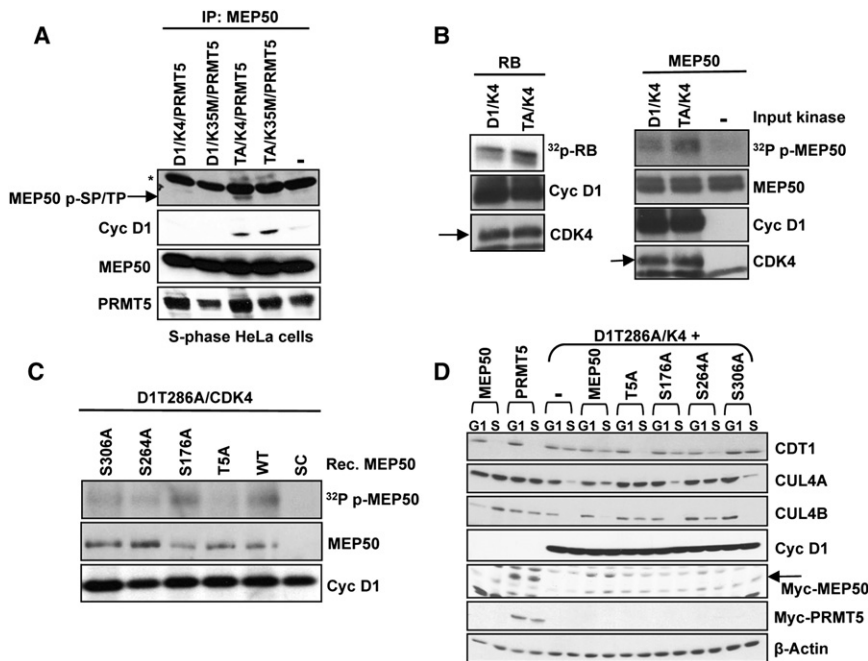 A
IP: MEP50
D1/K4/PRMT5
D1/K35M/PRMT5
TA/K4/PRMT5
TA/K35M/PRMT5
-
*
MEP50 p-SP/TP
Cyc D1
MEP50
PRMT5
S-phase HeLa cells
B
RB
D1/K4
TA/K4
32p-RB
Cyc D1
CDK4
MEP50
D1/K4
TA/K4
-
Input kinase
32P p-MEP50
MEP50
Cyc D1
CDK4
C
D1T286A/CDK4
S306A
S264A
S176A
T5A
WT
SC
Rec. MEP50
32P p-MEP50
MEP50
Cyc D1
D
D1T286A/K4 +
MEP50
PRMT5
-
MEP50
T5A
S176A
S264A
S306A
G1 S G1 S G1 S G1 S G1 S G1 S G1 S G1 S
CDT1
CUL4A
CUL4B
Cyc D1
Myc-MEP50
Myc-PRMT5
β-Actin